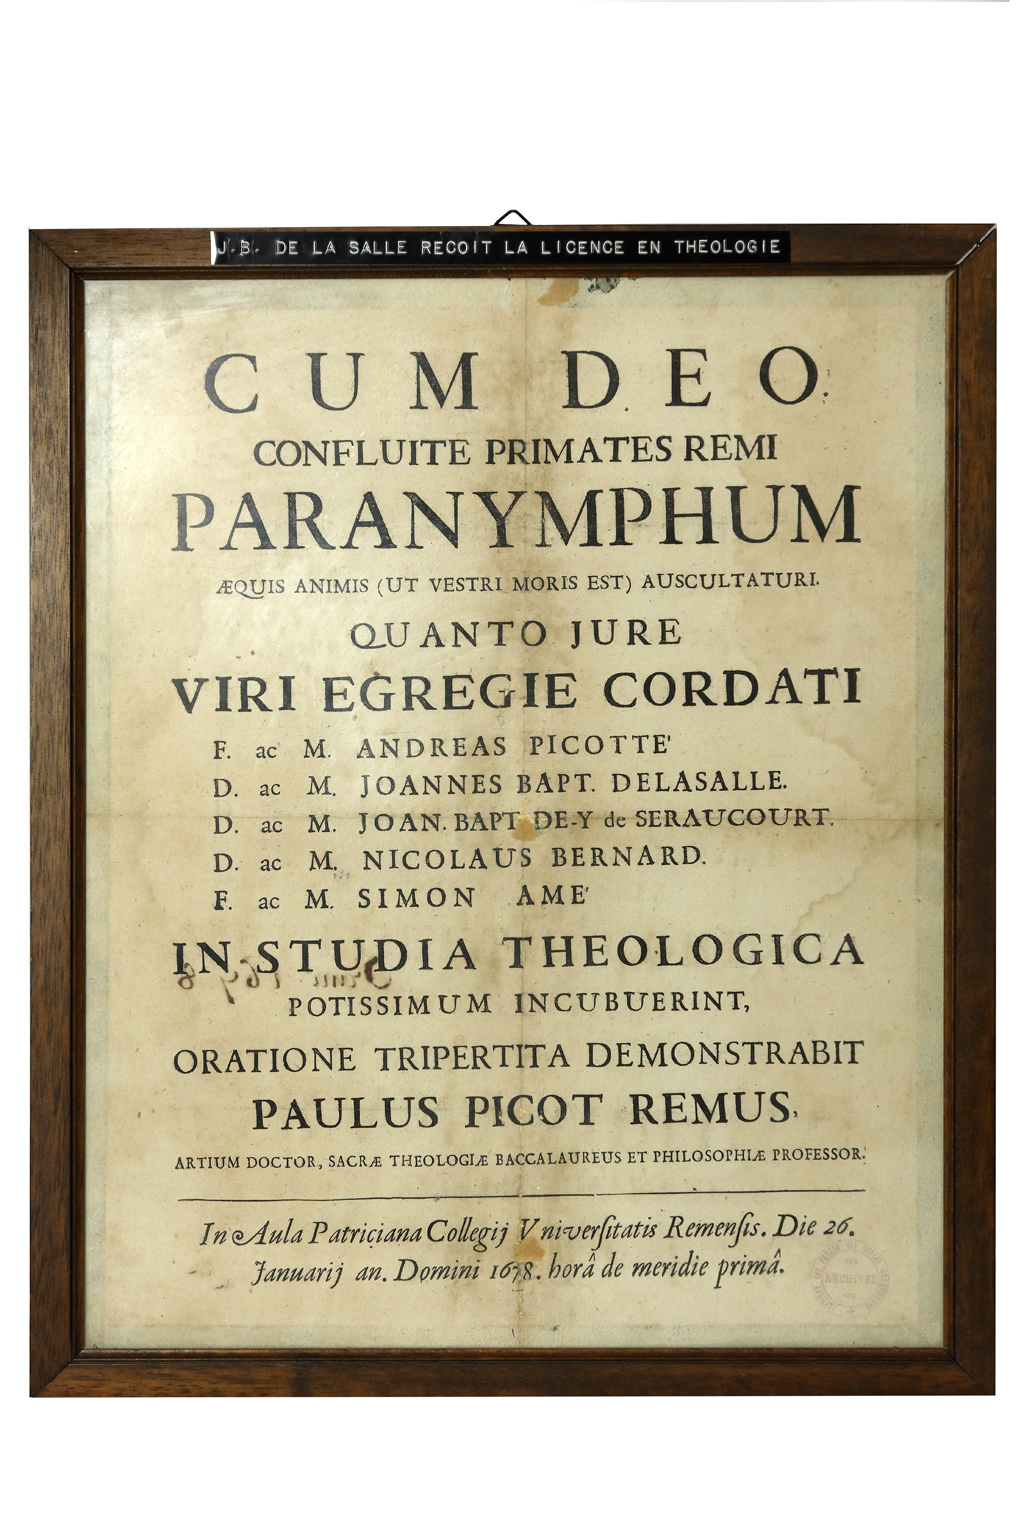 J.B. DE LA SALLE RECOIT LA LICENCE EN THEOLOGIE
CUM DEO.
CONFLUITE PRIMATES REMI
PARANYMPHUM
ÆQUIS ANIMIS (UT VESTRI MORIS EST) AUSCULTATURI.
QUANTO JURE
VIRI EGREGIE CORDATI
F. ac M. ANDREAS PICOTTE'
D. ac M. JOANNES BAPT. DELASALLE.
D. ac M. JOAN. BAPT DE-Y de SERAUCOURT.
D. ac M. NICOLAUS BERNARD.
F. ac M. SIMON AME'
IN STUDIA THEOLOGICA
POTISSIMUM INCUBUERINT,
ORATIONE TRIPERTITA DEMONSTRABIT
PAULUS PICOT REMUS,
ARTIUM DOCTOR, SACRÆ THEOLOGIÆ BACCALAUREUS ET PHILOSOPHIÆ PROFESSOR.
In Aula Patriciana Collegij Univerſitatis Remenſis. Die 26.
Januarij an. Domini 1678. horâ de meridie primâ.
ARCHIVES